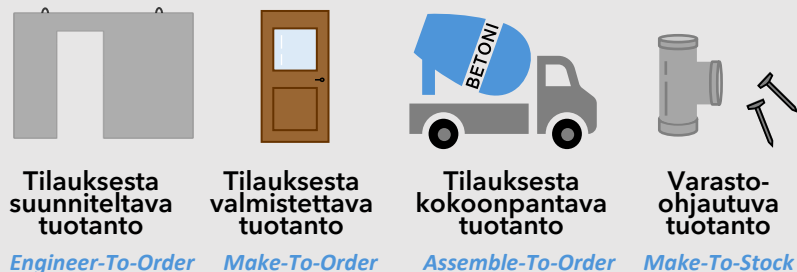 BETONI
Tilauksesta
suunniteltava
tuotanto
Engineer-To-Order
Tilauksesta
valmistettava
tuotanto
Make-To-Order
Tilauksesta
kokoonpantava
tuotanto
Assemble-To-Order
Varasto-
ohjautuva
tuotanto
Make-To-Stock